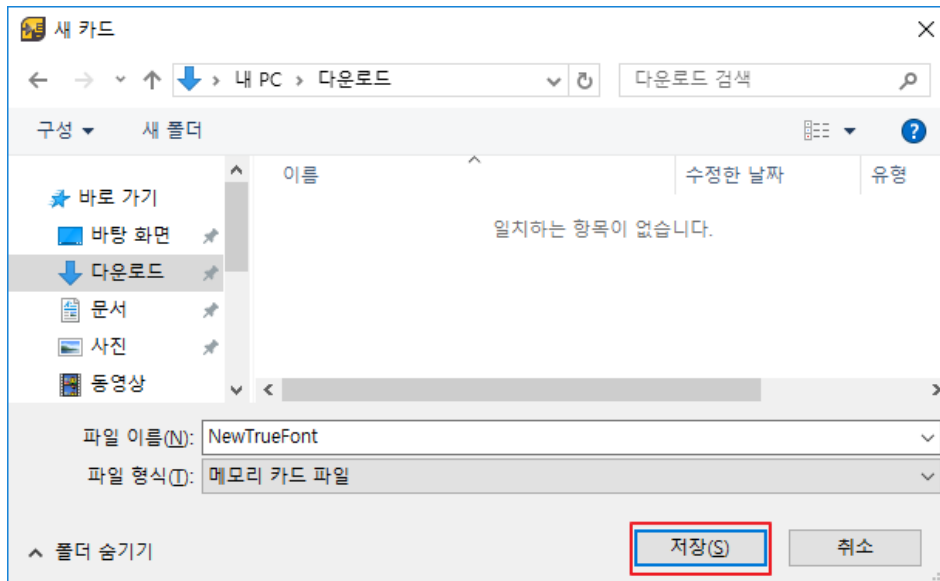 새 카드
내 PC › 다운로드
다운로드 검색
구성
새 폴더
이름
수정한 날짜
유형
바로 가기
일치하는 항목이 없습니다.
바탕 화면
다운로드
문서
사진
동영상
파일 이름(N): NewTrueFont
파일 형식(T): 메모리 카드 파일
폴더 숨기기
저장(S)
취소